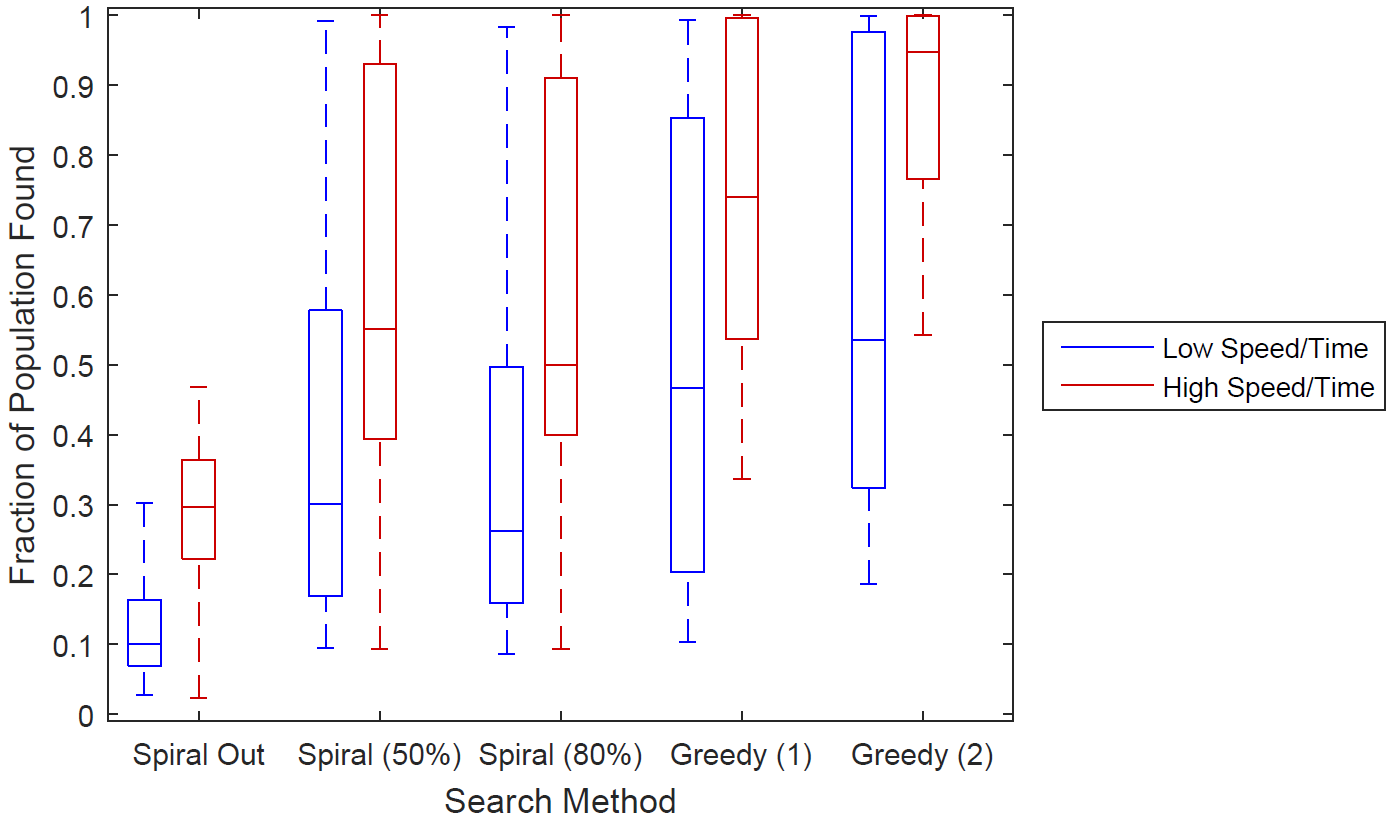 1
0.9
0.8
0.7
0.6
0.5
0.4
0.3
0.2
0.1
0
Fraction of Population Found
Spiral Out
Spiral (50%)
Spiral (80%)
Greedy (1)
Greedy (2)
Search Method
Low Speed/Time
High Speed/Time